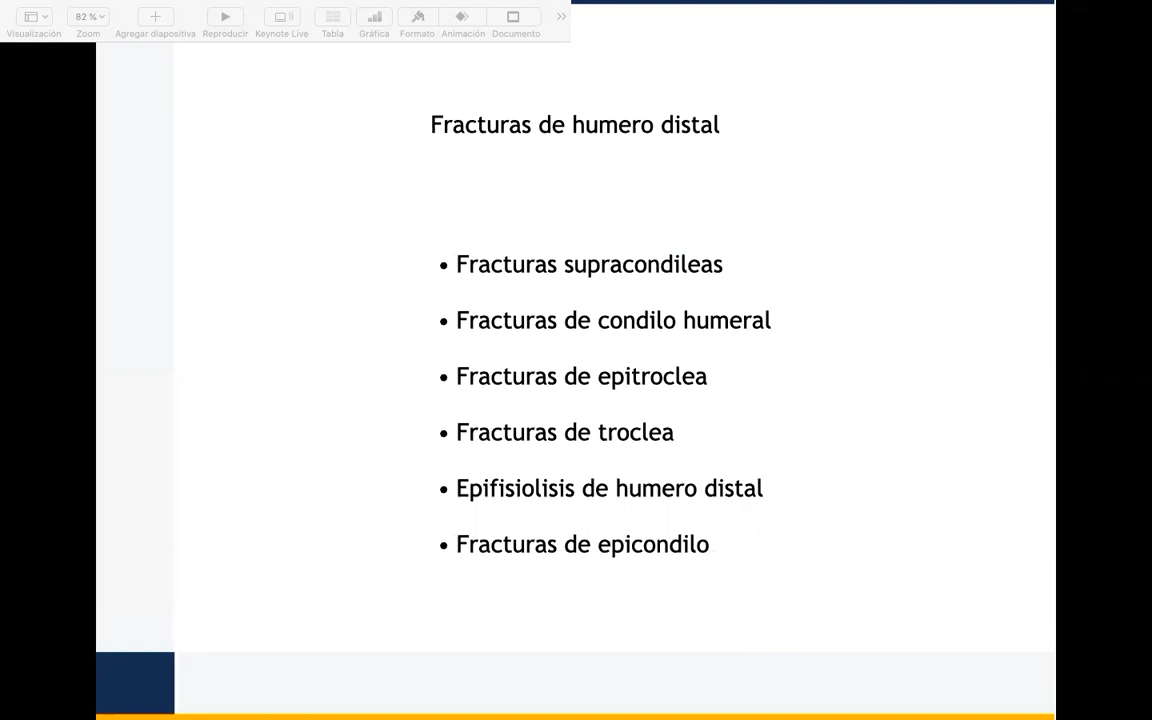 82 %
Visualización
Zoom
Agregar diapositiva
Reproducir
Keynote Live
Tabla
Gráfica
Formato
Animación
Documento
Fracturas de humero distal
• Fracturas supracondileas
• Fracturas de condilo humeral
• Fracturas de epitroclea
• Fracturas de troclea
• Epifisiolisis de humero distal
• Fracturas de epicondilo